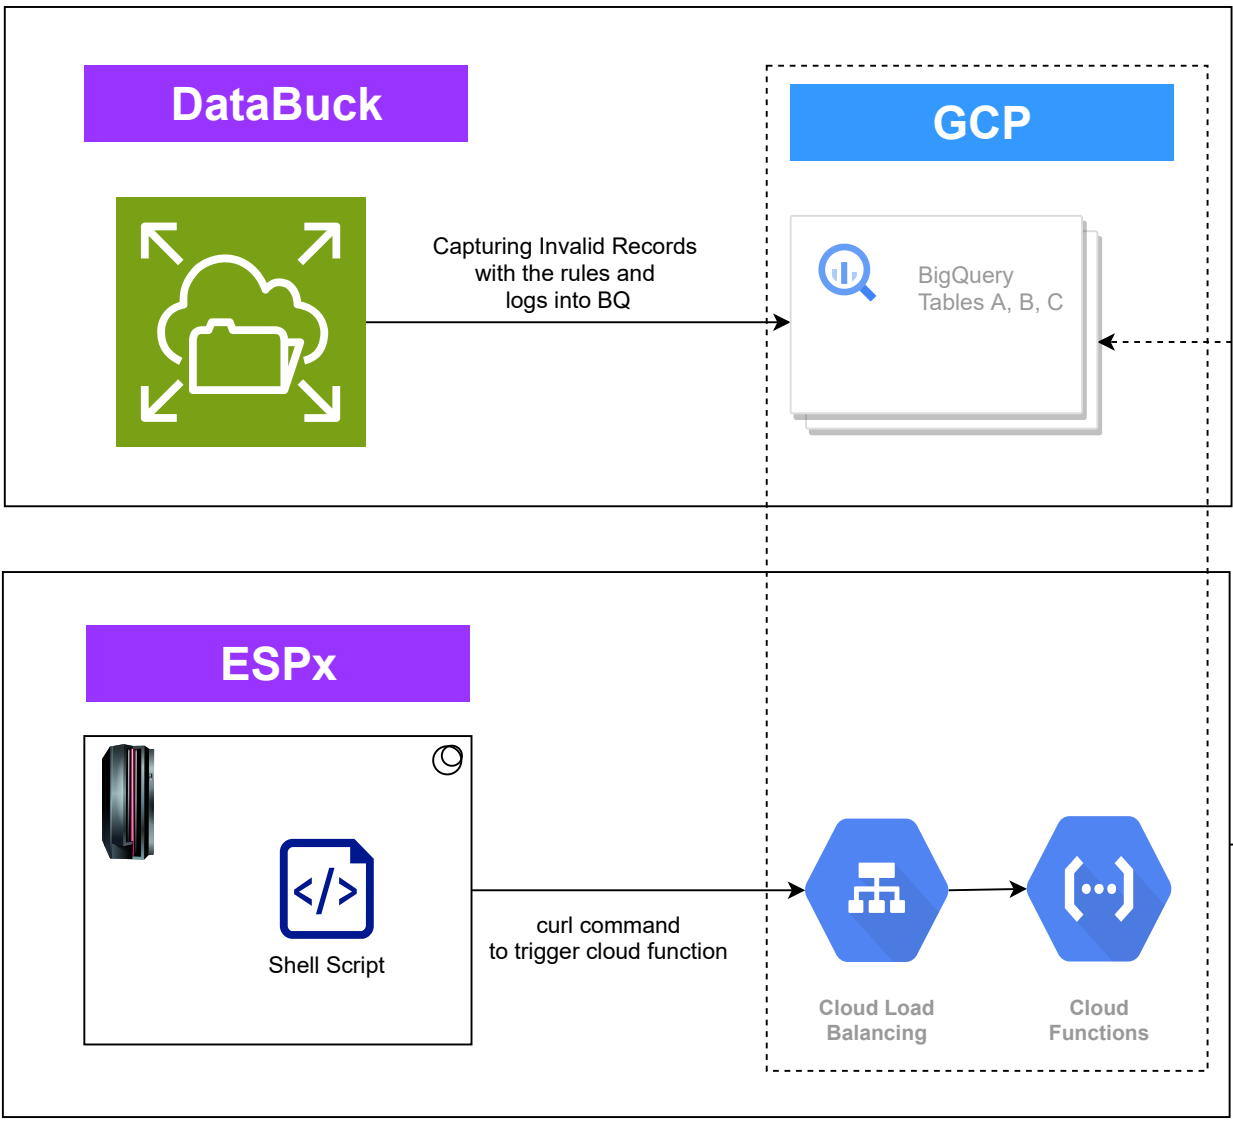 DataBuck
GCP
Capturing Invalid Records
with the rules and
logs into BQ
BigQuery
Tables A, B, C
ESPx
Shell Script
curl command
to trigger cloud function
Cloud Load
Balancing
Cloud
Functions